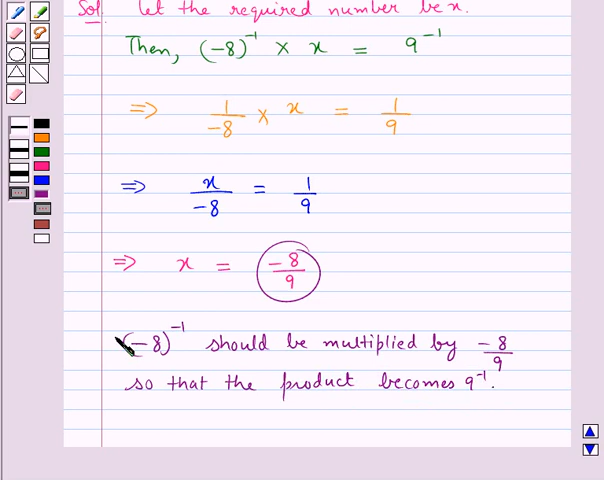 Sol Let the required number be x.
Then, (-8)⁻¹ × x = 9⁻¹
⇒ 1/-8 × x = 1/9
⇒ x/-8 = 1/9
⇒ x = -8/9
(-8)⁻¹ should be multiplied by -8/9
so that the product becomes 9⁻¹.